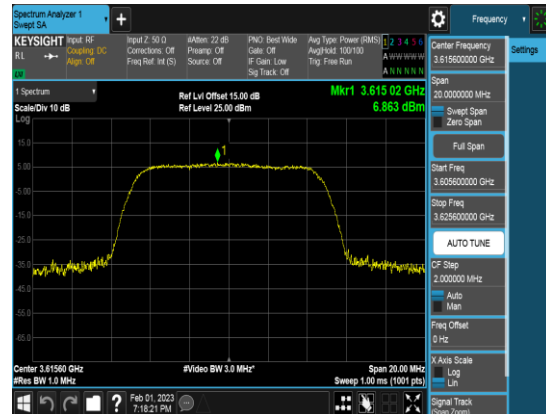 Spectrum Analyzer 1
Swept SA
+
Frequency
KEYSIGHT
RL
Input: RF
Coupling: DC
Align: Off
Input Z: 50 Ω
Corrections: Off
Freq Ref: Int (S)
#Atten: 22 dB
Preamp: Off
Source: Off
PNO: Best Wide
Gate: Off
IF Gain: Low
Sig Track: Off
Avg Type: Power (RMS)
Avg|Hold: 100/100
Trig: Free Run
1 2 3 4 5 6
A W W W W W
A N N N N N
1 Spectrum
Scale/Div 10 dB
Ref Lvl Offset 15.00 dB
Ref Level 25.00 dBm
Mkr1 3.615 02 GHz
6.863 dBm
Log
15.0
5.00
-5.00
-15.0
-25.0
-35.0
-45.0
-55.0
-65.0
1
Center 3.61560 GHz
#Res BW 1.0 MHz
#Video BW 3.0 MHz*
Span 20.00 MHz
Sweep 1.00 ms (1001 pts)
Center Frequency
3.615600000 GHz
Settings
Span
20.0000000 MHz
Swept Span
Zero Span
Full Span
Start Freq
3.605600000 GHz
Stop Freq
3.625600000 GHz
AUTO TUNE
CF Step
2.000000 MHz
Auto
Man
Freq Offset
0 Hz
X Axis Scale
Log
Lin
Signal Track
(Span Zoom)
?
Feb 01, 2023
7:18:21 PM